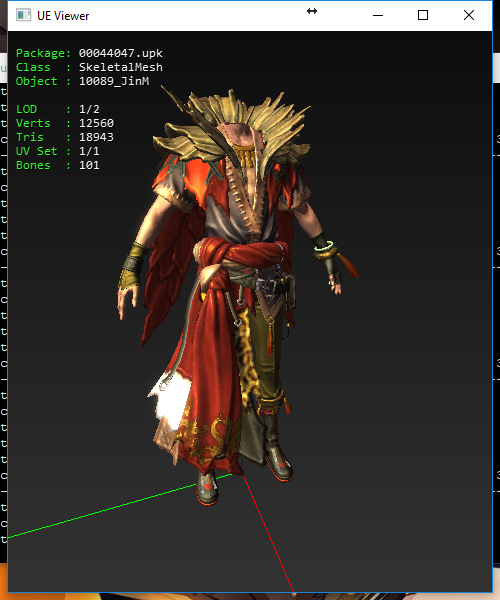 UE Viewer
Package: 00044047.upk
Class : SkeletalMesh
Object : 10089_JinM
LOD : 1/2
Verts : 12560
Tris : 18943
UV Set : 1/1
Bones : 101